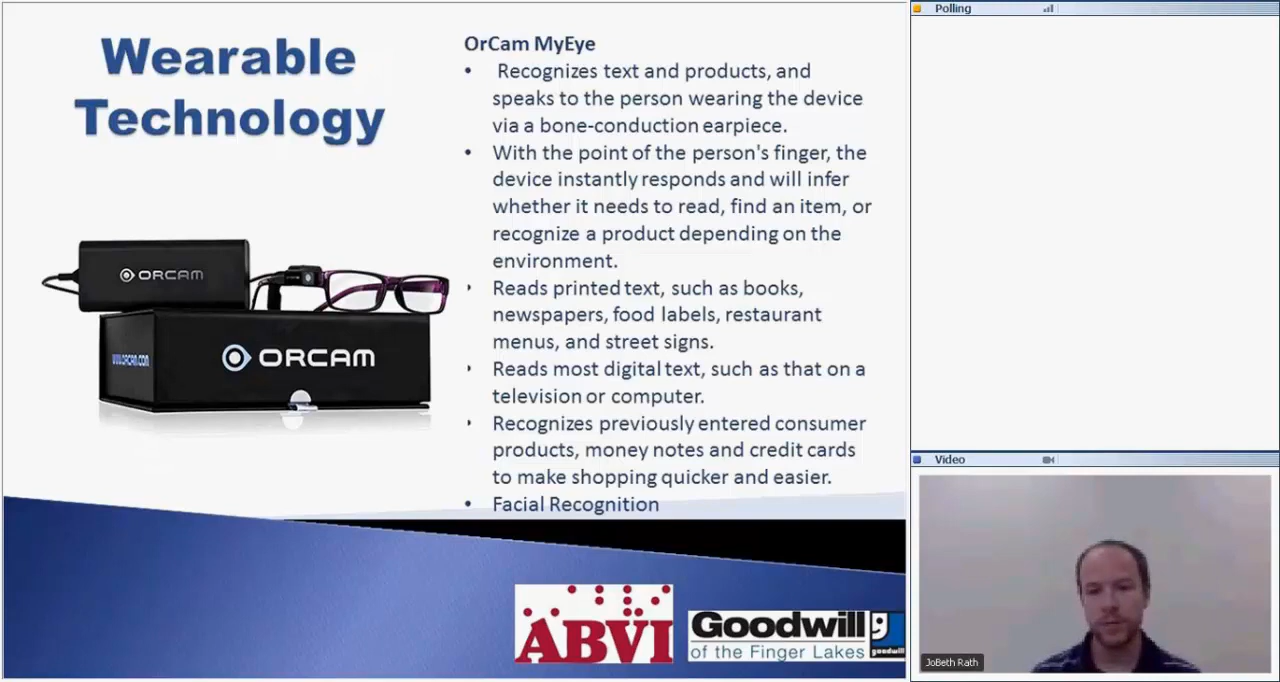 Wearable
Technology
OrCam MyEye
• Recognizes text and products, and
speaks to the person wearing the device
via a bone-conduction earpiece.
• With the point of the person's finger, the
device instantly responds and will infer
whether it needs to read, find an item, or
recognize a product depending on the
environment.
• Reads printed text, such as books,
newspapers, food labels, restaurant
menus, and street signs.
• Reads most digital text, such as that on a
television or computer.
• Recognizes previously entered consumer
products, money notes and credit cards
to make shopping quicker and easier.
• Facial Recognition
ORCAM
WWW.ORCAM.COM
ORCAM
ABVI
Goodwill
of the Finger Lakes
goodwill
Polling
Video
JoBeth Rath